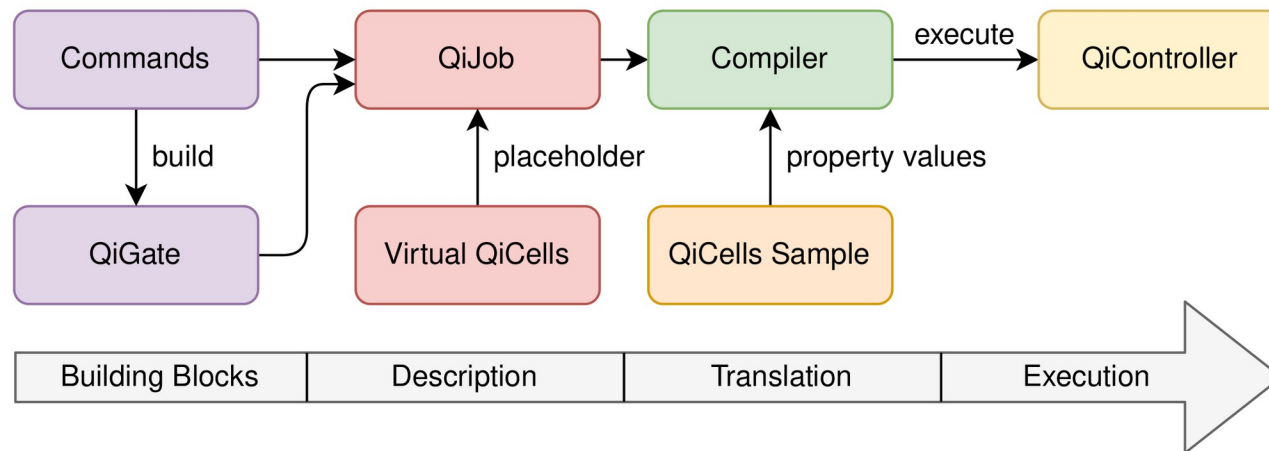 Commands
QiJob
Compiler
execute
QiController
build
placeholder
property values
QiGate
Virtual QiCells
QiCells Sample
Building Blocks
Description
Translation
Execution